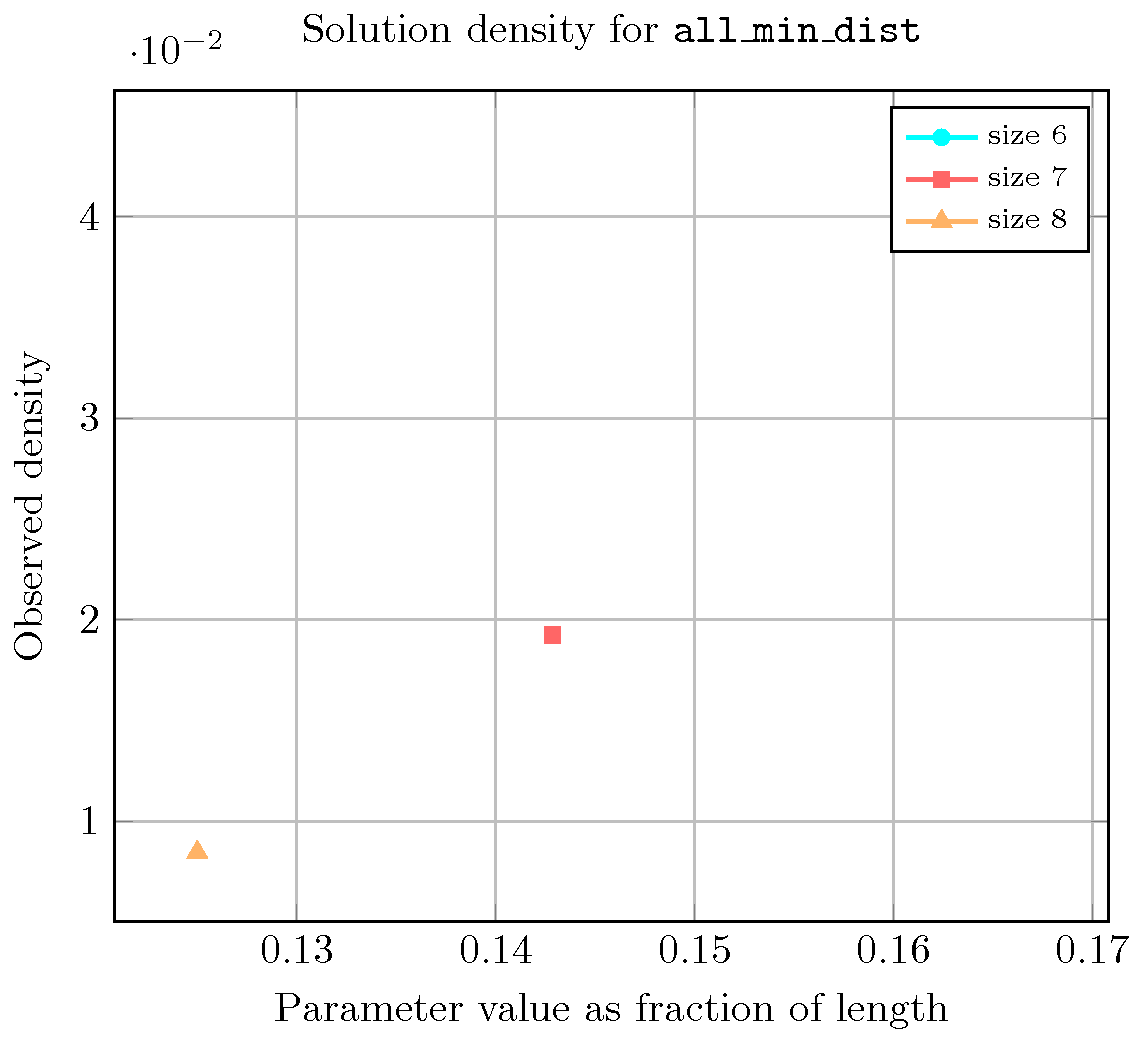 Solution density for all_min_dist
·10−2
size 6
size 7
size 8
4
3
2
1
Observed density
0.13 0.14 0.15 0.16 0.17
Parameter value as fraction of length